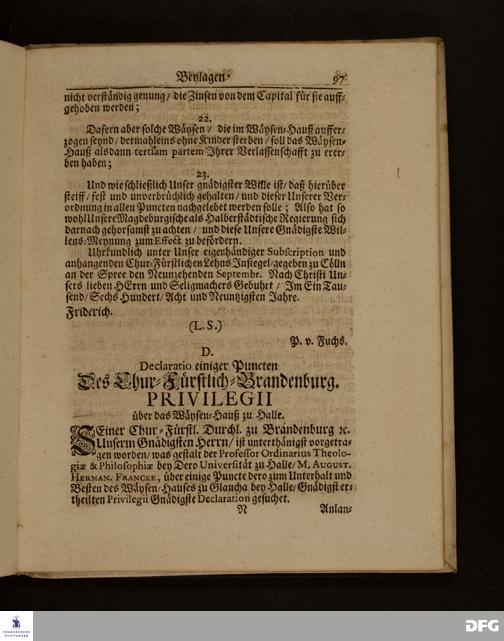 Beylagen. 97
nicht verständig genung / die Zinsen von dem Capital für sie auff-
gehoben werden;
22.
Dafern aber solche Wäysen / die im Wäysen-Hauß auffer-
zogen seynd / dermahleins ohne Kinder sterben / soll das Wäysen-
Hauß alsdann tertiam partem Ihrer Verlassenschafft zu erer-
ben haben;
23.
Und wie schließlich Unser gnädigster Wille ist / daß hierüber
steiff / fest und unverbrüchlich gehalten / und dieser Unserer Ver-
ordnung in allen Puncten nachgelebet werden solle; Also hat so
wohl Unsere Magdeburgische als Halberstädtische Regierung sich
darnach gehorsamst zu achten / und diese Unsere Gnädigste Wil-
lens-Meynung zum Effect zu befördern.
Uhrkundlich unter Unser eigenhändiger Subscription und
anhangenden Chur-Fürstlichen Lehns Insiegel / gegeben zu Cölln
an der Spree den Neunzehenden Septembr. Nach Christi Un-
sers lieben HErrn und Seligmachers Gebuhrt / Im Ein Tau-
send / Sechs Hundert / Acht und Neuntzigsten Jahre.
Friderich.
(L.S.)
P. v. Fuchs.
D.
Declaratio einiger Puncten
Des Chur-Fürstlich-Brandenburg.
PRIVILEGII
über das Wäysen-Hauß zu Halle.
SEiner Chur-Fürstl. Durchl. zu Brandenburg ꝛc.
Unserm Gnädigsten Herrn / ist unterthänigst vorgetra-
gen worden / was gestalt der Professor Ordinarius Theolo-
giæ & Philosophiæ bey Dero Universität zu Halle / M. AUGUST.
HERMAN. FRANCKE, über einige Puncte dero zum Unterhalt und
Besten des Wäysen-Hauses zu Glaucha bey Halle / Gnädigst er-
theilten Privilegii Gnädigste Declaration gesuchet.
N Anlan-
FRANCKESCHE
STIFTUNGEN
DFG